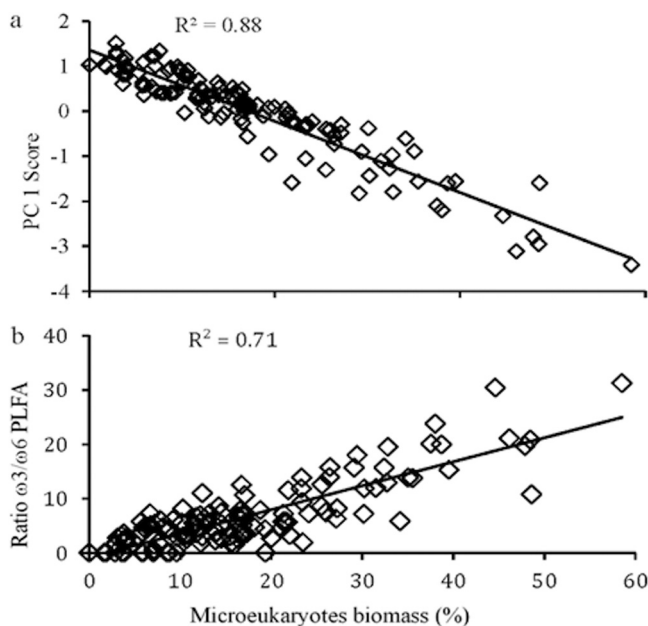 a
R² = 0.88
2
1
0
-1
-2
-3
-4
PC 1 Score
b
R² = 0.71
40
30
20
10
0
Ratio ω3/ω6 PLFA
0 10 20 30 40 50 60
Microeukaryotes biomass (%)